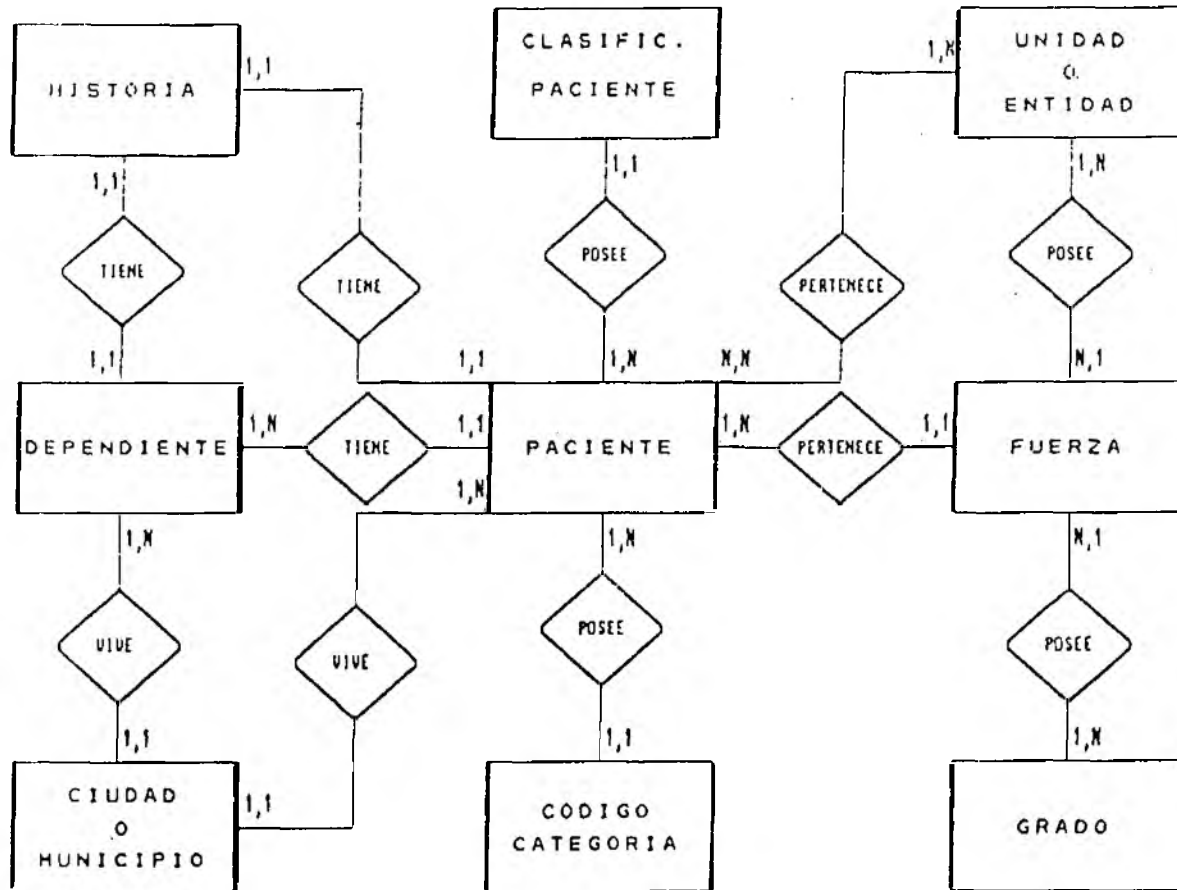 HISTORIA
CLASIFIC.
PACIENTE
UNIDAD
O
ENTIDAD
1,1
1,N
1,1
1,1
1,N
TIENE
TIENE
POSEE
PERTENECE
POSEE
1,1
1,1
1,N
N,N
N,1
DEPENDIENTE
1,N
TIENE
1,1
PACIENTE
1,N
PERTENECE
1,1
FUERZA
1,N
1,N
1,N
N,1
VIVE
VIVE
POSEE
POSEE
1,1
1,1
1,1
1,N
CIUDAD
O
MUNICIPIO
CODIGO
CATEGORIA
GRADO